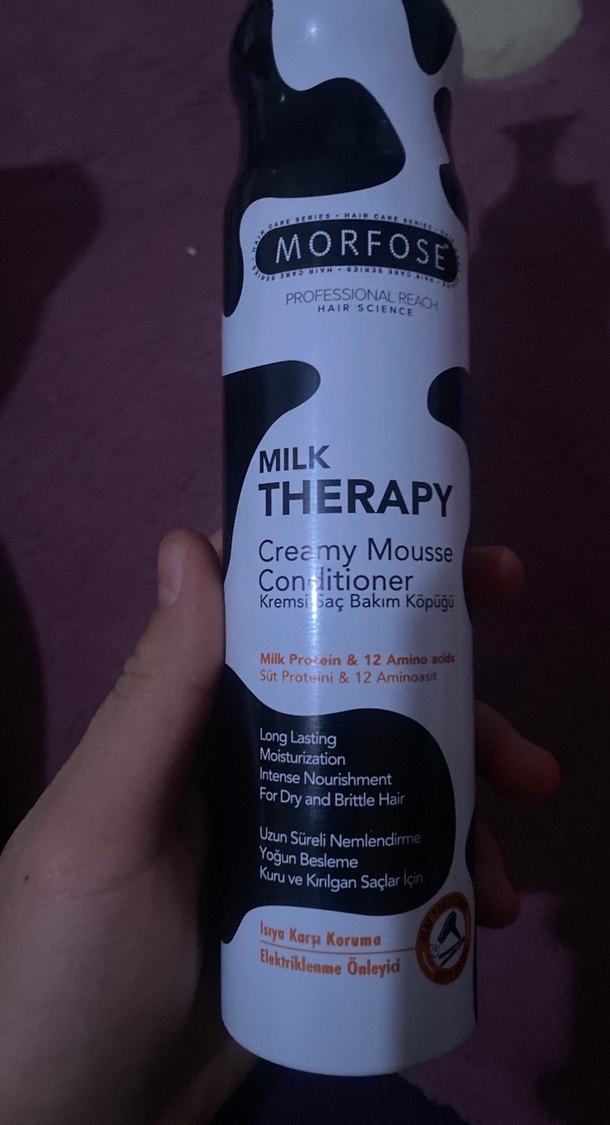 HAIR CARE SERIES • HAIR CARE SERIES
MORFOSE
HAIR CARE SERIES • HAIR CARE SERIES
PROFESSIONAL REACH
HAIR SCIENCE
MILK
THERAPY
Creamy Mousse
Conditioner
Kremsi Saç Bakım Köpüğü
Milk Protein & 12 Amino acids
Süt Proteini & 12 Aminoasit
Long Lasting
Moisturization
Intense Nourishment
For Dry and Brittle Hair
Uzun Süreli Nemlendirme
Yoğun Besleme
Kuru ve Kırılgan Saçlar İçin
Isıya Karşı Koruma
Elektriklenme Önleyici